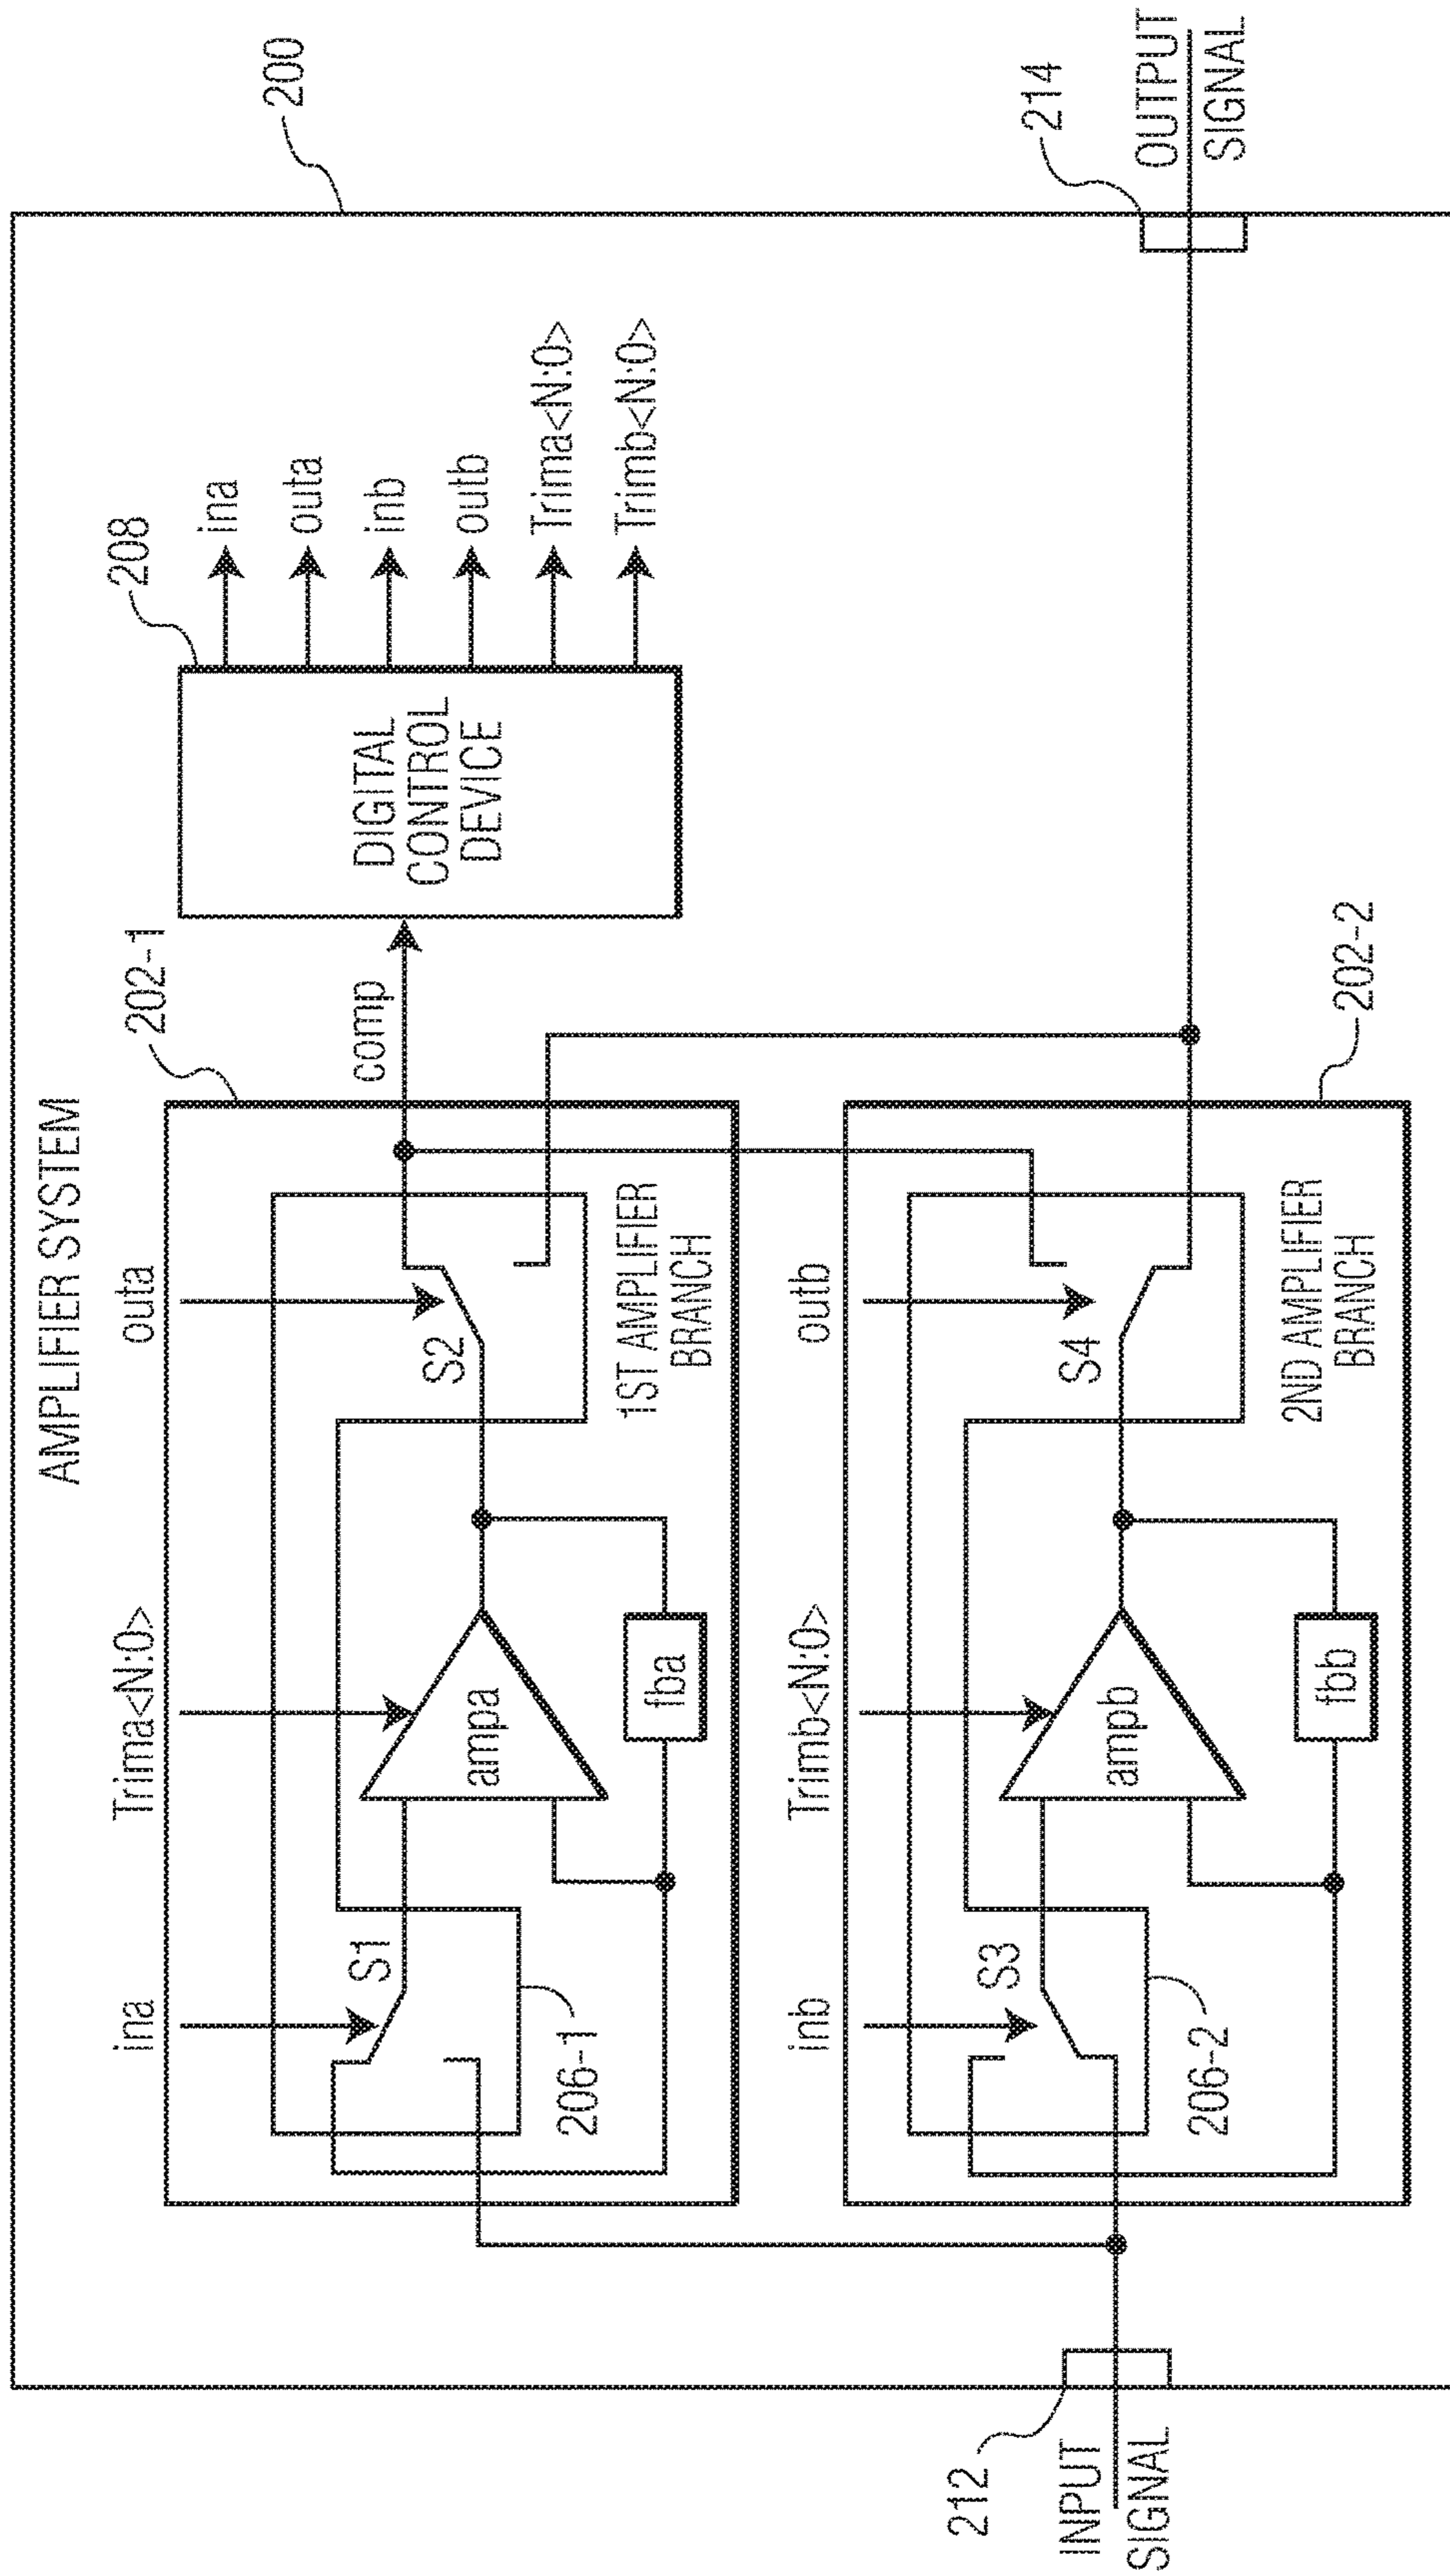 AMPLIFIER SYSTEM
200
ina
Trima<N:0>
outa
202-1
208
S1
ampa
S2
comp
DIGITAL
CONTROL
DEVICE
ina
outa
inb
outb
Trima<N:0>
Trimb<N:0>
206-1
fba
1ST AMPLIFIER
BRANCH
inb
Trimb<N:0>
outb
212
INPUT
SIGNAL
S3
ampb
S4
206-2
fbb
2ND AMPLIFIER
BRANCH
202-2
214
OUTPUT
SIGNAL